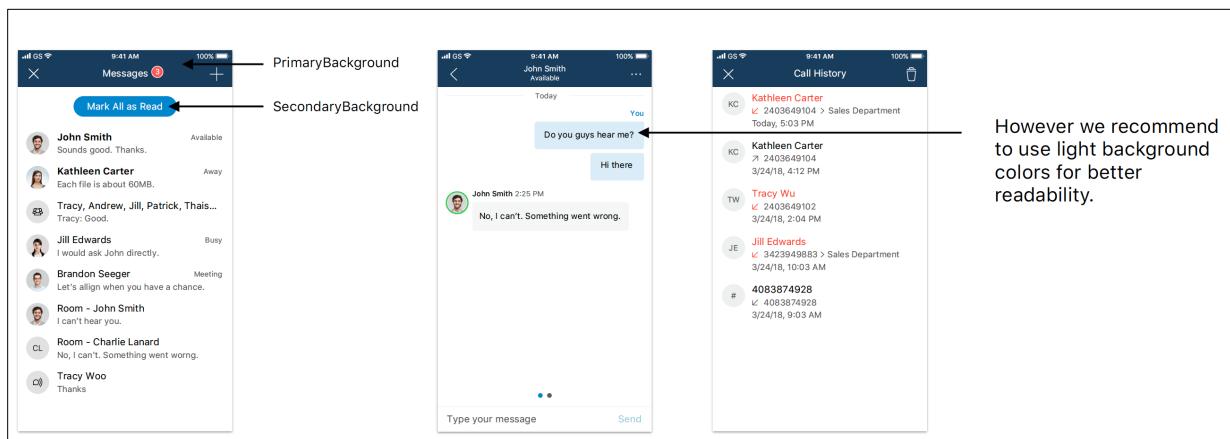 GS 9:41 AM 100%
Messages 3
Mark All as Read
John Smith Available
Sounds good. Thanks.
Kathleen Carter Away
Each file is about 60MB.
Tracy, Andrew, Jill, Patrick, Thais...
Tracy: Good.
Jill Edwards Busy
I would ask John directly.
Brandon Seeger Meeting
Let's allign when you have a chance.
Room - John Smith
I can't hear you.
CL
Room - Charlie Lanard
No, I can't. Something went worng.
Tracy Woo
Thanks
PrimaryBackground
SecondaryBackground
GS 9:41 AM 100%
John Smith
Available
...
Today
You
Do you guys hear me?
Hi there
John Smith 2:25 PM
No, I can't. Something went wrong.
Type your message Send
GS 9:41 AM 100%
Call History
KC
Kathleen Carter
2403649104 > Sales Department
Today, 5:03 PM
KC
Kathleen Carter
2403649104
3/24/18, 4:12 PM
TW
Tracy Wu
2403649102
3/24/18, 2:04 PM
JE
Jill Edwards
3423949883 > Sales Department
3/24/18, 10:03 AM
#
4083874928
4083874928
3/24/18, 9:03 AM
However we recommend
to use light background
colors for better
readability.